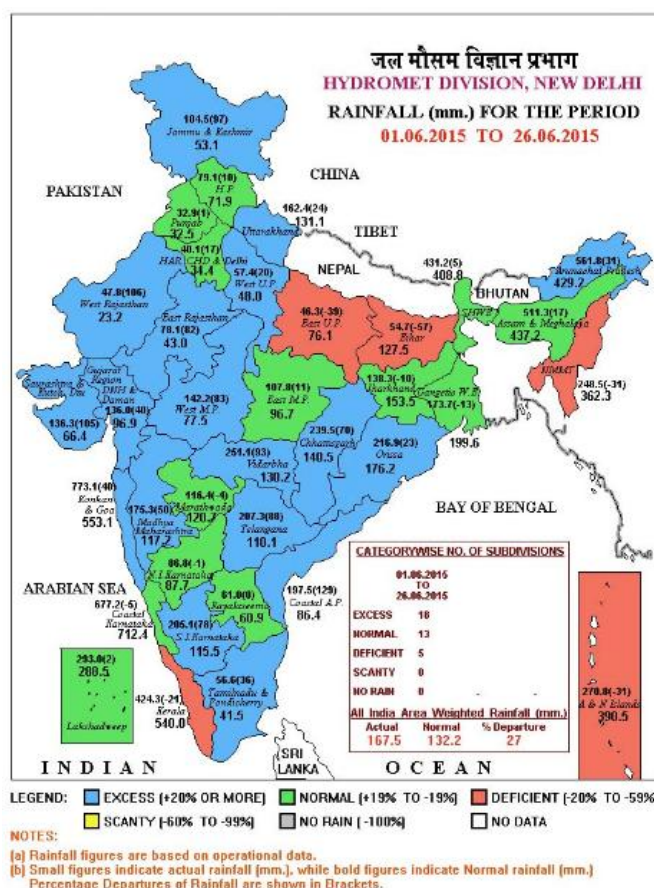 जल मौसम विज्ञान प्रभाग
HYDROMET DIVISION, NEW DELHI
RAINFALL (mm.) FOR THE PERIOD
01.06.2015 TO 26.06.2015
104.5(97)
Jammu & Kashmir
53.1
CHINA
PAKISTAN
79.1(10)
H.P.
71.9
32.9(1)
Punjab
32.5
162.4(24)
131.1
Uttarakhand
TIBET
40.1(17)
HAR. CHD & Delhi
34.4
NEPAL
431.2(5)
408.8
561.8(31)
Arunachal Pradesh
429.2
57.4(20)
West U.P.
48.0
BHUTAN
47.8(106)
West Rajasthan
23.2
East Rajasthan
78.1(82)
43.0
46.3(-39)
East U.P.
76.1
54.7(-57)
Bihar
127.5
SHWB
511.3(17)
Assam & Meghalaya
437.2
NMMT
248.5(-31)
362.3
Gujarat
Region
DNH &
Daman
136.0(40)
96.9
Saurashtra &
Kutch, Diu
136.3(105)
66.4
142.2(83)
West M.P.
77.5
107.8(11)
East M.P.
96.7
138.3(-10)
Jharkhand
153.5
Gangetic W.B.
173.7(-13)
199.6
239.5(70)
Chhattisgarh
140.5
216.9(23)
Orissa
176.2
251.1(93)
Vidarbha
130.2
773.1(40)
Konkan
& Goa
553.1
175.3(50)
Madhya
Maharashtra
117.2
116.4(-4)
Marathwada
120.7
207.3(88)
Telangana
110.1
BAY OF BENGAL
ARABIAN SEA
86.8(-1)
N.I. Karnataka
87.7
61.0(0)
Rayalaseema
60.9
197.5(129)
Coastal A.P.
86.4
677.2(-5)
Coastal
Karnataka
712.4
205.1(78)
S.I. Karnataka
115.5
293.0(2)
288.5
Lakshadweep
424.3(-21)
Kerala
540.0
56.6(36)
Tamilnadu &
Pondicherry
41.5
CATEGORYWISE NO. OF SUBDIVISIONS
01.06.2015
TO
26.06.2015
EXCESS 16
NORMAL 13
DEFICIENT 5
SCANTY 0
NO RAIN 0
All India Area Weighted Rainfall (mm.)
Actual Normal % Departure
167.5 132.2 27
270.8(-31)
A & N Islands
390.5
SRI
LANKA
INDIAN OCEAN
LEGEND: EXCESS (+20% OR MORE) NORMAL (+19% TO -19%) DEFICIENT (-20% TO -59%)
SCANTY (-60% TO -99%) NO RAIN (-100%) NO DATA
NOTES:
(a) Rainfall figures are based on operational data.
(b) Small figures indicate actual rainfall (mm.), while bold figures indicate Normal rainfall (mm.)
Percentage Departures of Rainfall are shown in Brackets.